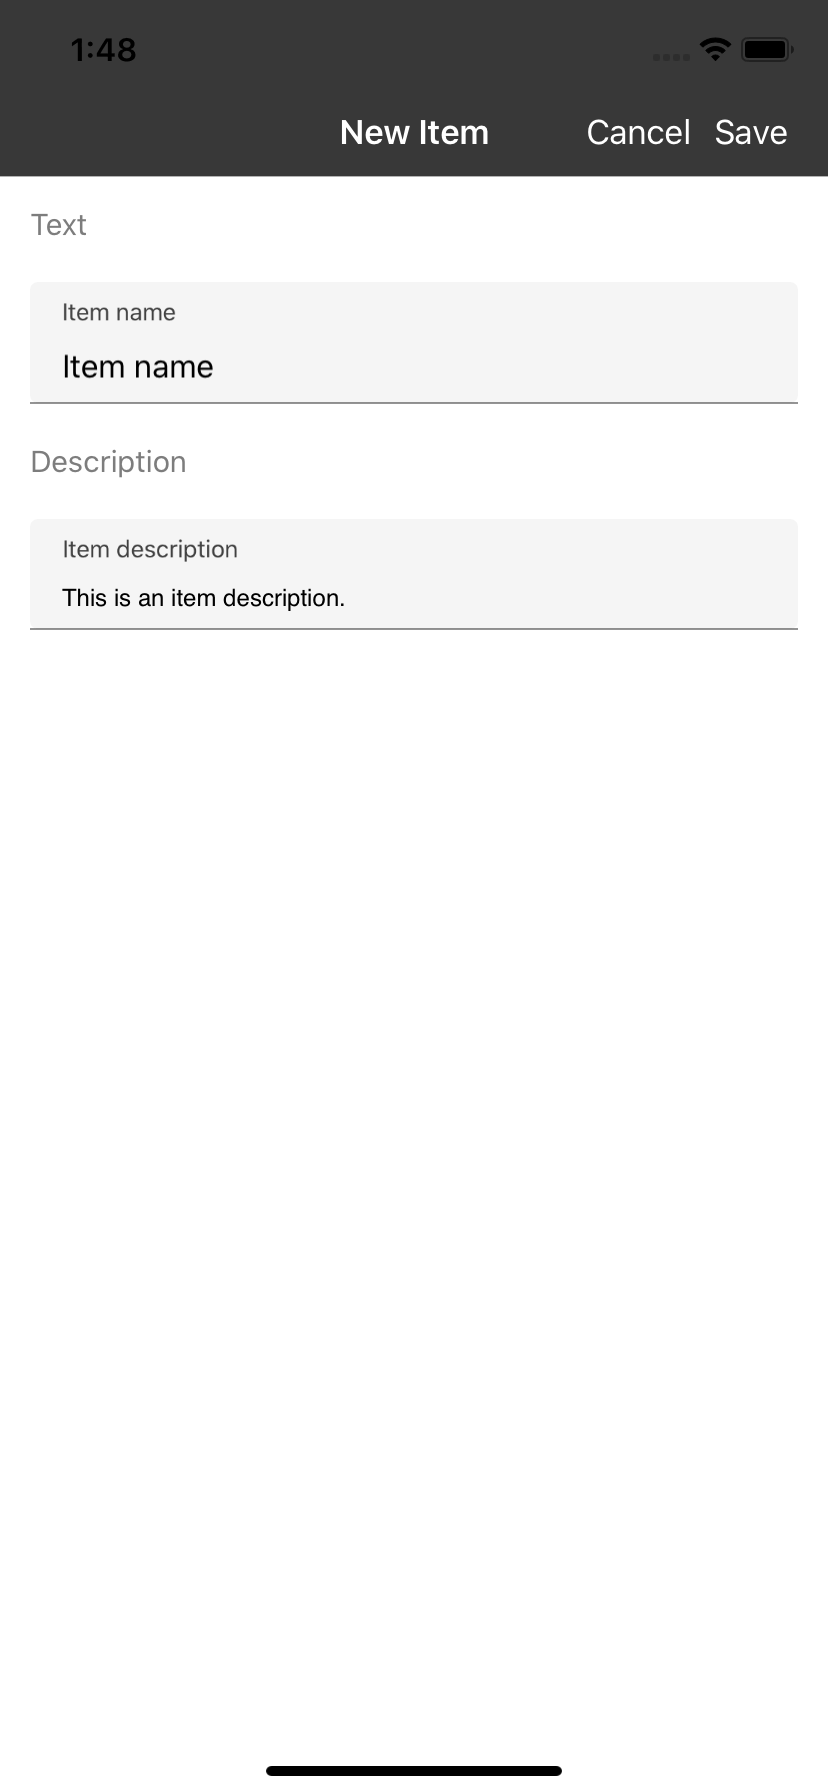 1:48
New Item Cancel Save
Text
Item name
Item name
Description
Item description
This is an item description.